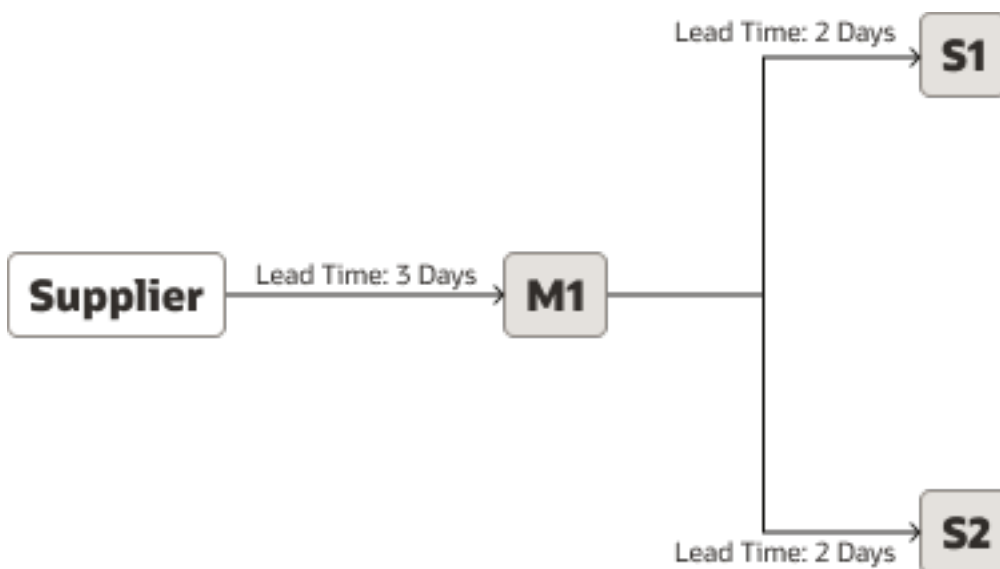 Lead Time: 2 Days
S1
Supplier
Lead Time: 3 Days
M1
S2
Lead Time: 2 Days